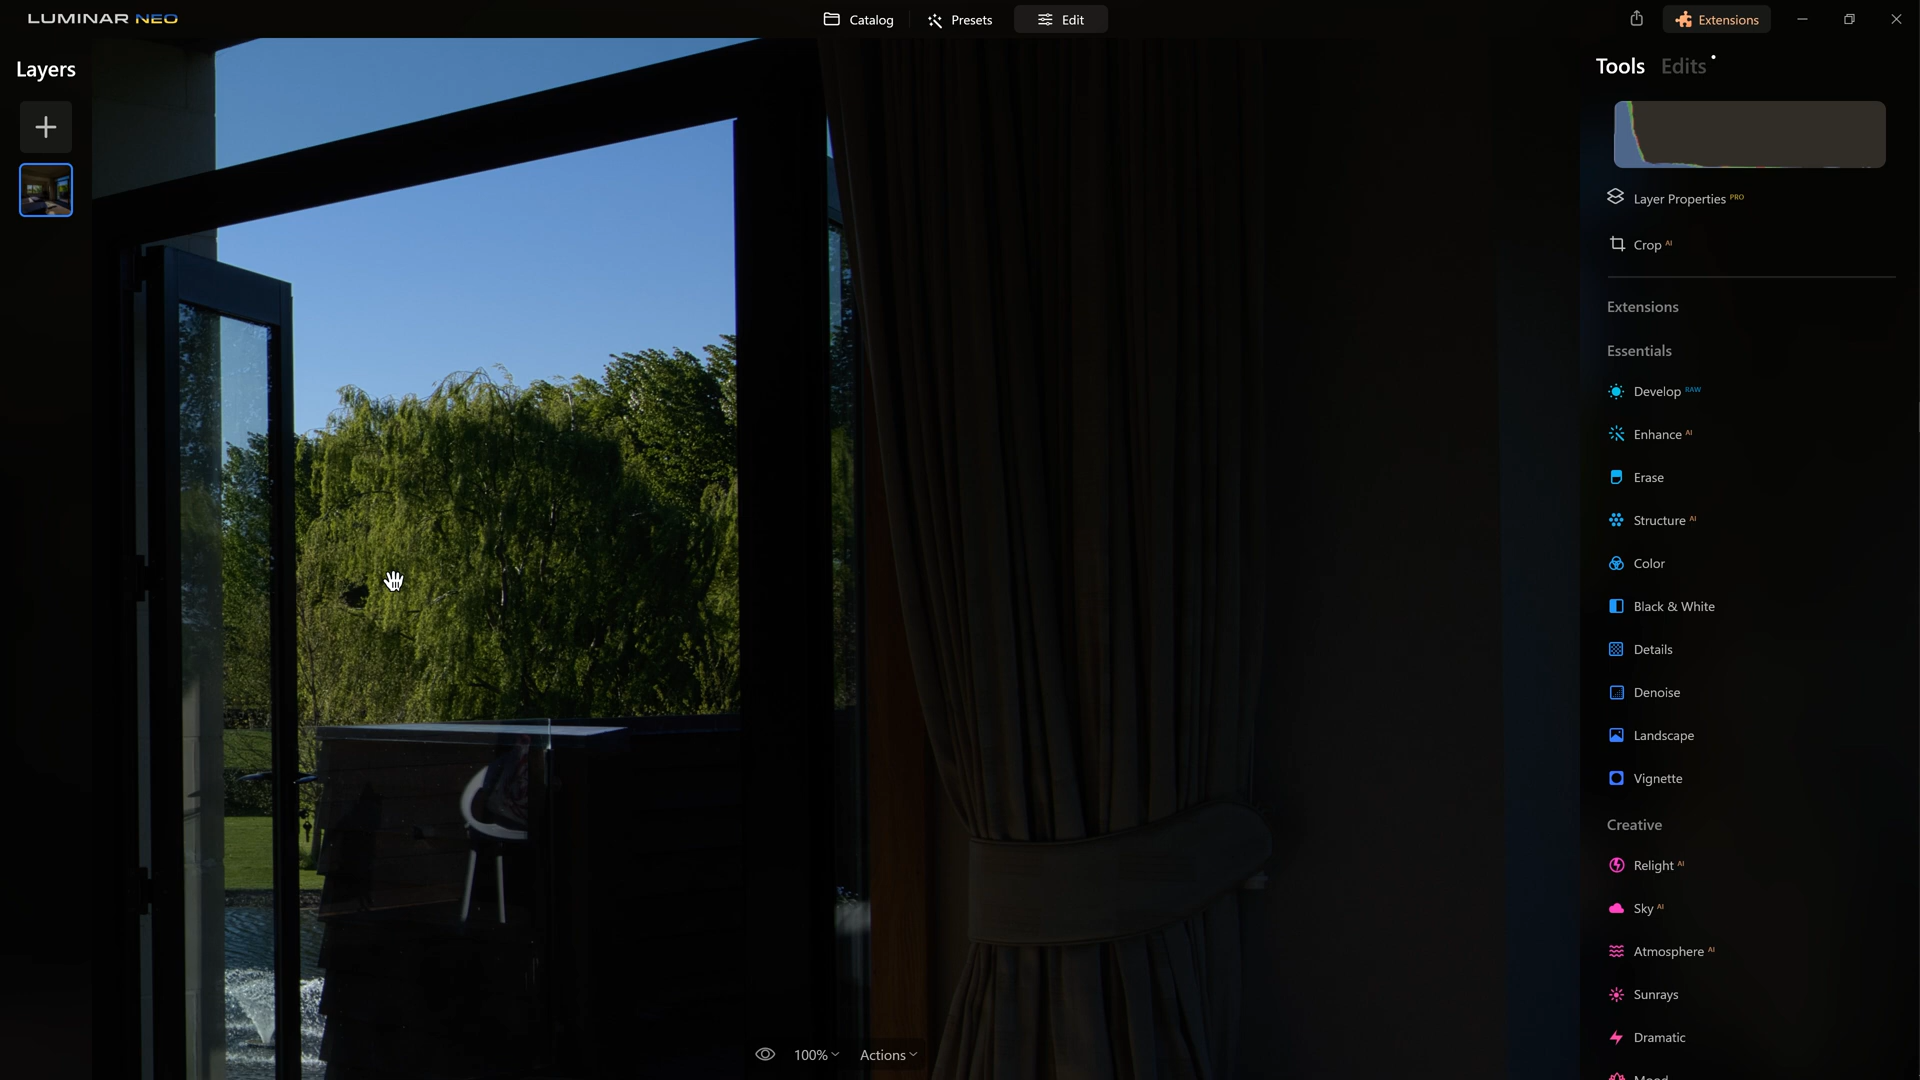 LUMINAR NEO
Catalog
Presets
Edit
Extensions
Layers
Tools
Edits
Layer Properties PRO
Crop AI
Extensions
Essentials
Develop RAW
Enhance AI
Erase
Structure AI
Color
Black & White
Details
Denoise
Landscape
Vignette
Creative
Relight AI
Sky AI
Atmosphere AI
Sunrays
Dramatic
Mood
100%
Actions